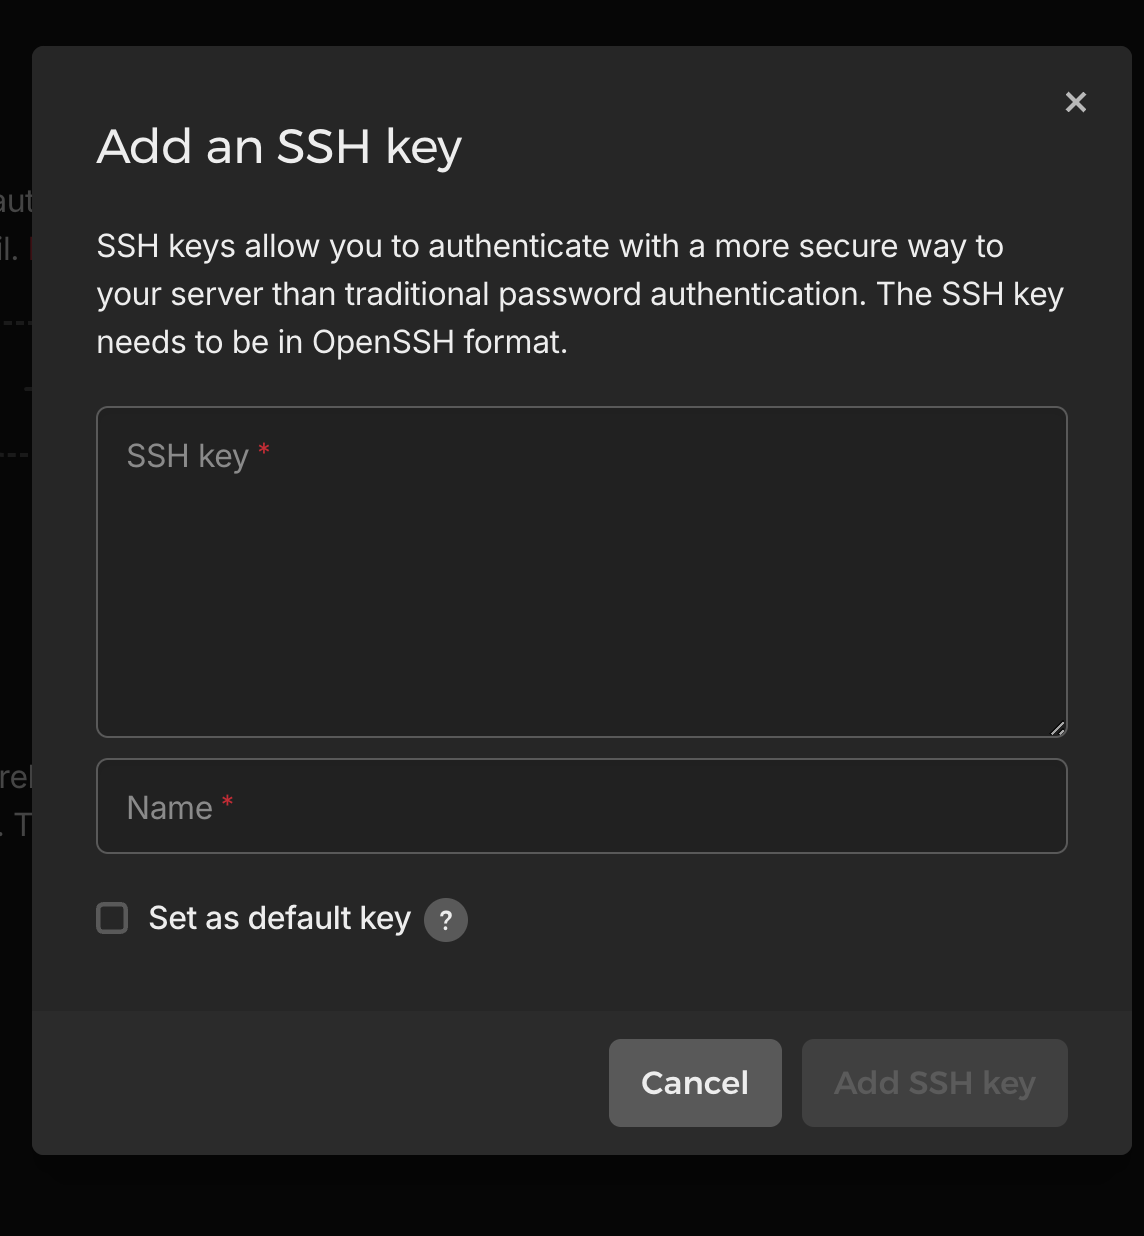 Add an SSH key
SSH keys allow you to authenticate with a more secure way to
your server than traditional password authentication. The SSH key
needs to be in OpenSSH format.
SSH key *
Name *
Set as default key ?
Cancel
Add SSH key